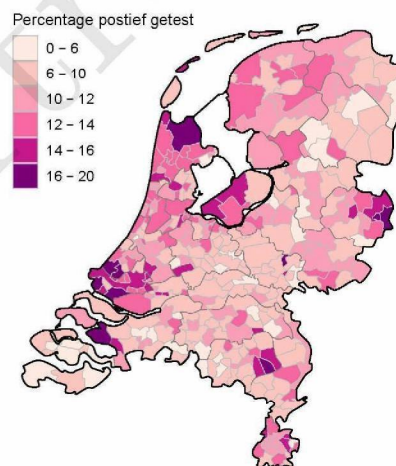 Percentage postief getest
0 – 6
6 – 10
10 – 12
12 – 14
14 – 16
16 – 20